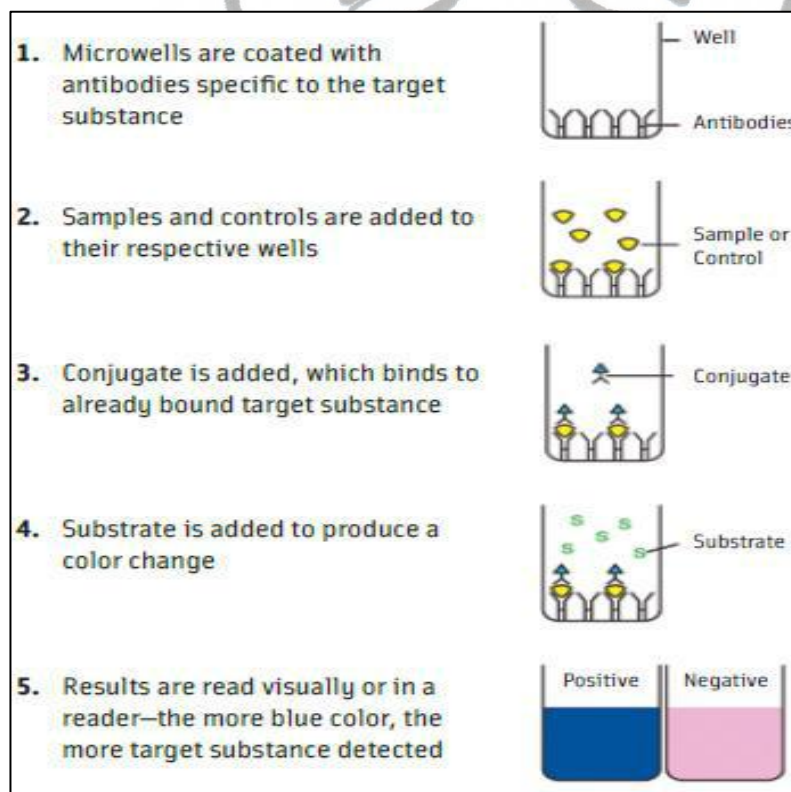 1. Microwells are coated with
antibodies specific to the target
substance
Well
Antibodies
2. Samples and controls are added to
their respective wells
Sample or
Control
3. Conjugate is added, which binds to
already bound target substance
Conjugate
4. Substrate is added to produce a
color change
S S S S S
Substrate
5. Results are read visually or in a
reader—the more blue color, the
more target substance detected
Positive Negative